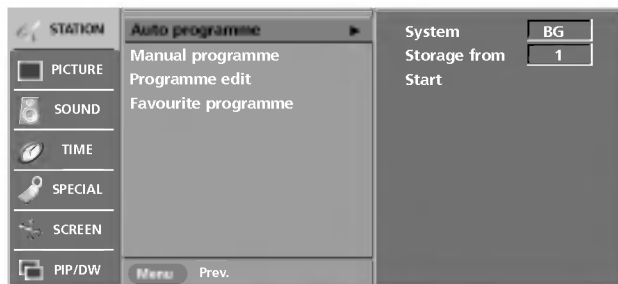 STATION
PICTURE
SOUND
TIME
SPECIAL
SCREEN
PIP/DW
Auto programme
Manual programme
Programme edit
Favourite programme
Menu Prev.
System BG
Storage from 1
Start